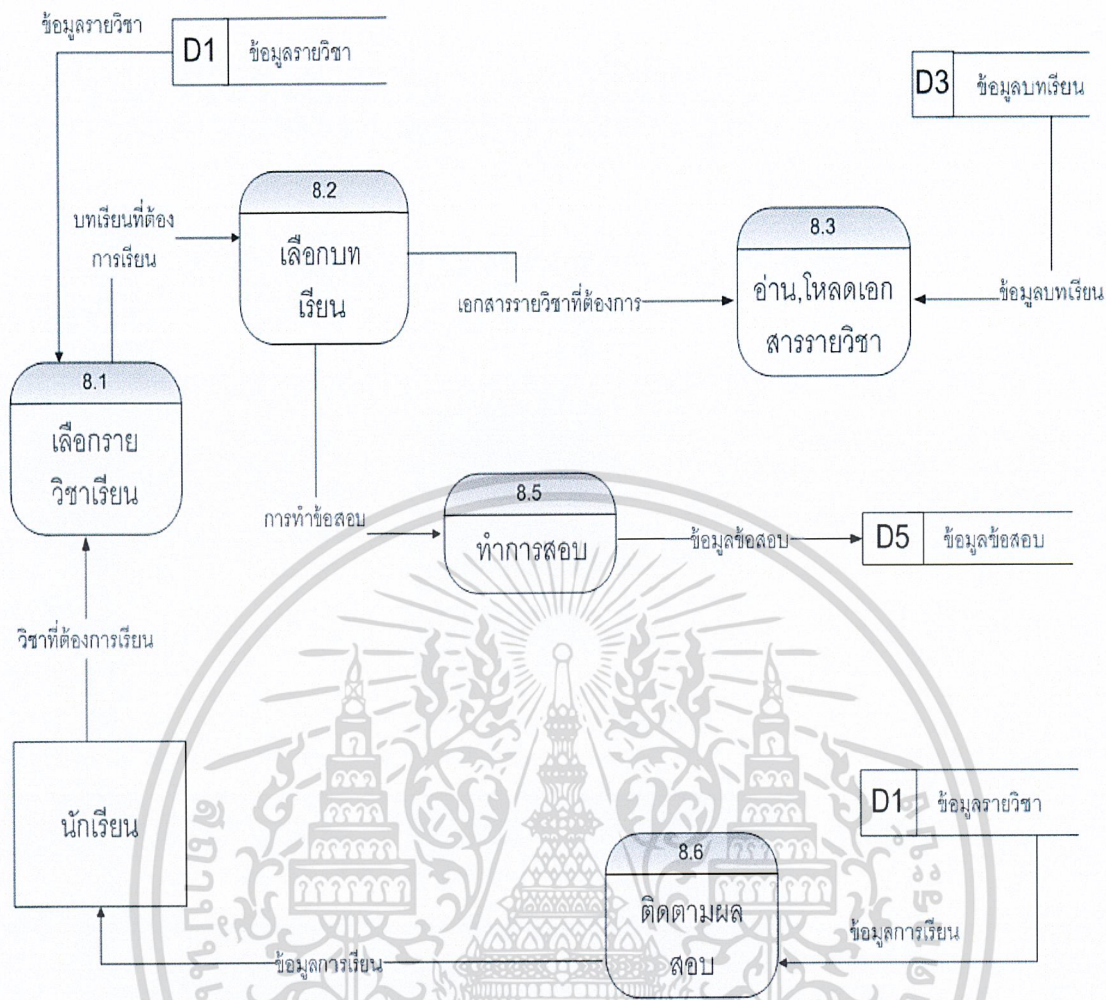 ข้อมูลรายวิชา
D1 ข้อมูลรายวิชา
D3 ข้อมูลบทเรียน
8.2
เลือกบท
เรียน
บทเรียนที่ต้อง
การเรียน
8.3
อ่าน,โหลดเอก
สารรายวิชา
เอกสารรายวิชาที่ต้องการ
ข้อมูลบทเรียน
8.1
เลือกราย
วิชาเรียน
8.5
ทำการสอบ
การทำข้อสอบ
ข้อมูลข้อสอบ
D5 ข้อมูลข้อสอบ
วิชาที่ต้องการเรียน
นักเรียน
D1 ข้อมูลรายวิชา
8.6
ติดตามผล
สอบ
ข้อมูลการเรียน
ข้อมูลการเรียน